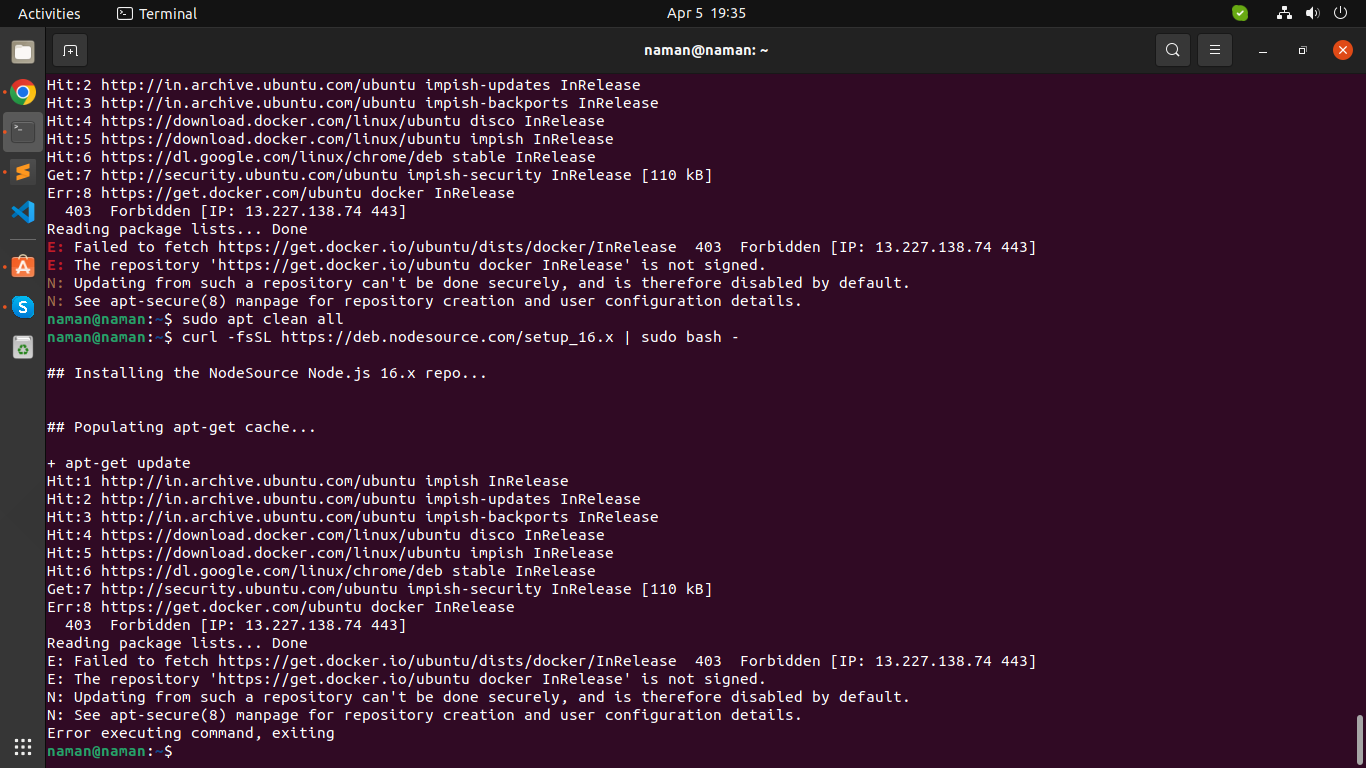 Activities
Terminal
Apr 5 19:35
naman@naman: ~
Hit:2 http://in.archive.ubuntu.com/ubuntu impish-updates InRelease
Hit:3 http://in.archive.ubuntu.com/ubuntu impish-backports InRelease
Hit:4 https://download.docker.com/linux/ubuntu disco InRelease
Hit:5 https://download.docker.com/linux/ubuntu impish InRelease
Hit:6 https://dl.google.com/linux/chrome/deb stable InRelease
Get:7 http://security.ubuntu.com/ubuntu impish-security InRelease [110 kB]
Err:8 https://get.docker.com/ubuntu docker InRelease
  403  Forbidden [IP: 13.227.138.74 443]
Reading package lists... Done
E: Failed to fetch https://get.docker.io/ubuntu/dists/docker/InRelease  403  Forbidden [IP: 13.227.138.74 443]
E: The repository 'https://get.docker.io/ubuntu docker InRelease' is not signed.
N: Updating from such a repository can't be done securely, and is therefore disabled by default.
N: See apt-secure(8) manpage for repository creation and user configuration details.
naman@naman:~$ sudo apt clean all
naman@naman:~$ curl -fsSL https://deb.nodesource.com/setup_16.x | sudo bash -
## Installing the NodeSource Node.js 16.x repo...
## Populating apt-get cache...
+ apt-get update
Hit:1 http://in.archive.ubuntu.com/ubuntu impish InRelease
Hit:2 http://in.archive.ubuntu.com/ubuntu impish-updates InRelease
Hit:3 http://in.archive.ubuntu.com/ubuntu impish-backports InRelease
Hit:4 https://download.docker.com/linux/ubuntu disco InRelease
Hit:5 https://download.docker.com/linux/ubuntu impish InRelease
Hit:6 https://dl.google.com/linux/chrome/deb stable InRelease
Get:7 http://security.ubuntu.com/ubuntu impish-security InRelease [110 kB]
Err:8 https://get.docker.com/ubuntu docker InRelease
  403  Forbidden [IP: 13.227.138.74 443]
Reading package lists... Done
E: Failed to fetch https://get.docker.io/ubuntu/dists/docker/InRelease  403  Forbidden [IP: 13.227.138.74 443]
E: The repository 'https://get.docker.io/ubuntu docker InRelease' is not signed.
N: Updating from such a repository can't be done securely, and is therefore disabled by default.
N: See apt-secure(8) manpage for repository creation and user configuration details.
Error executing command, exiting
naman@naman:~$